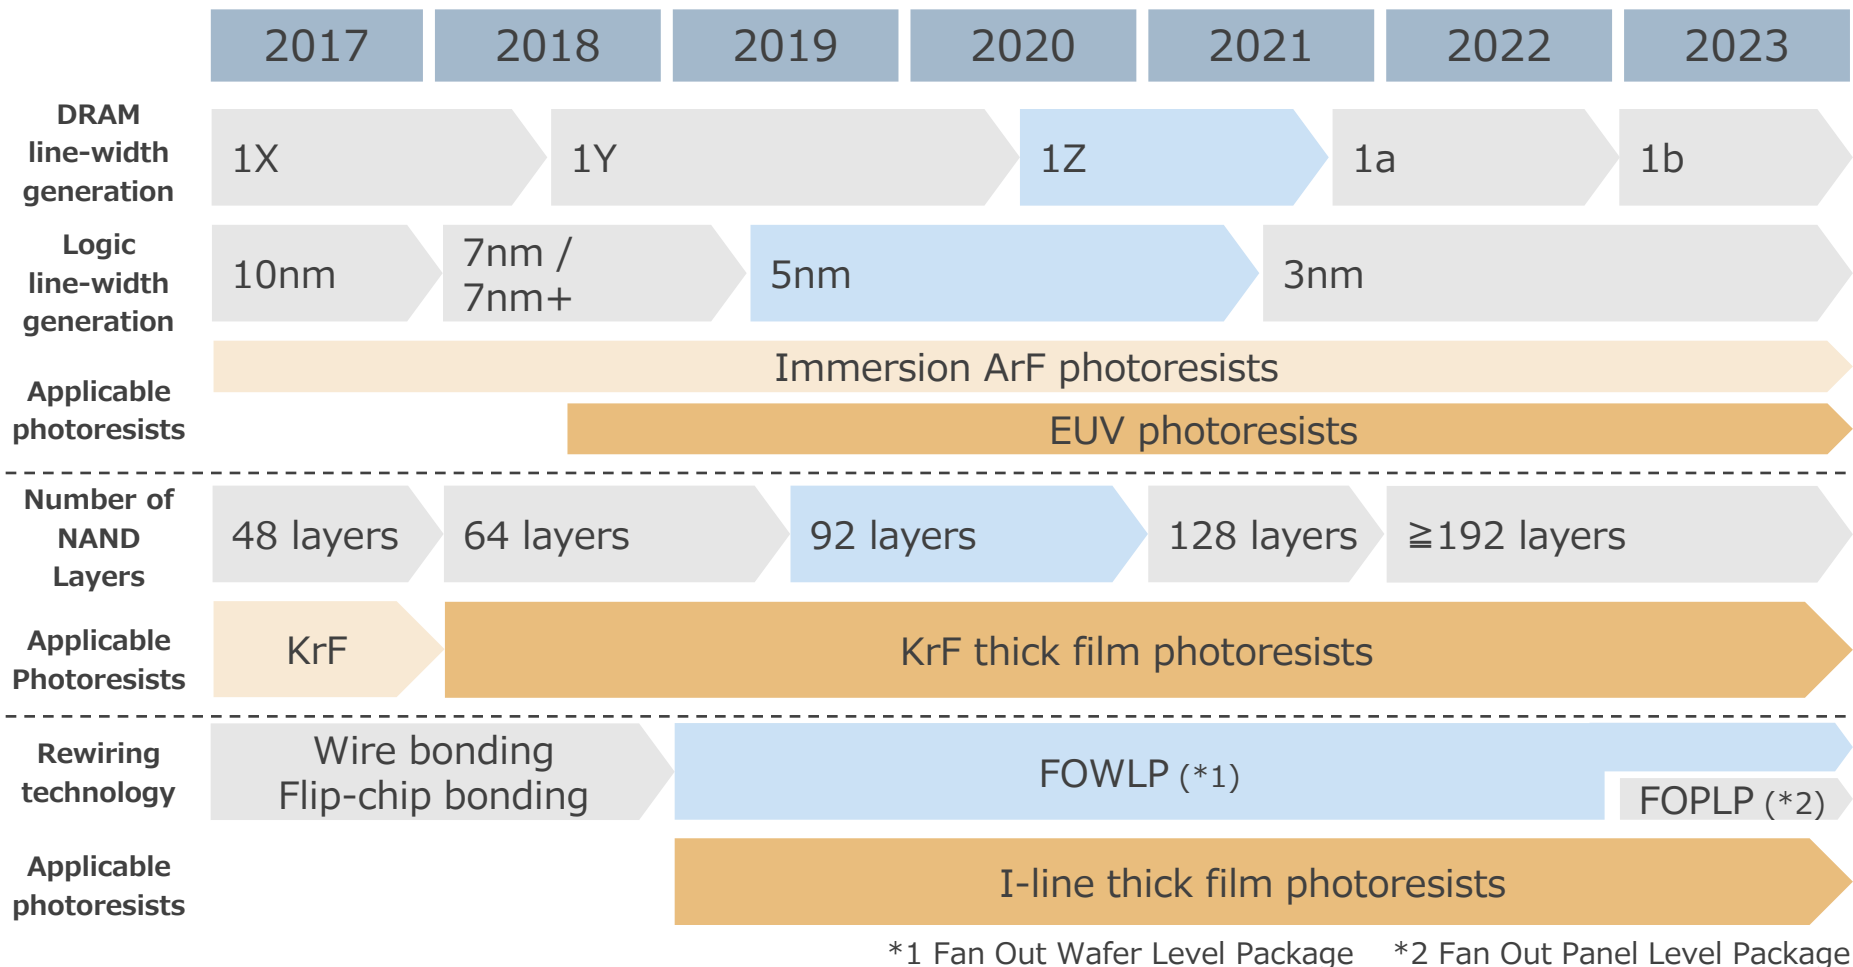 2017 2018 2019 2020 2021 2022 2023
DRAM
line-width
generation
1X 1Y 1Z 1a 1b
Logic
line-width
generation
10nm
7nm /
7nm+
5nm 3nm
Applicable
photoresists
Immersion ArF photoresists
EUV photoresists
Number of
NAND
Layers
48 layers 64 layers 92 layers 128 layers ≧192 layers
Applicable
Photoresists
KrF KrF thick film photoresists
Rewiring
technology
Wire bonding
Flip-chip bonding
FOWLP (*1)
FOPLP (*2)
Applicable
photoresists
I-line thick film photoresists
*1 Fan Out Wafer Level Package *2 Fan Out Panel Level Package